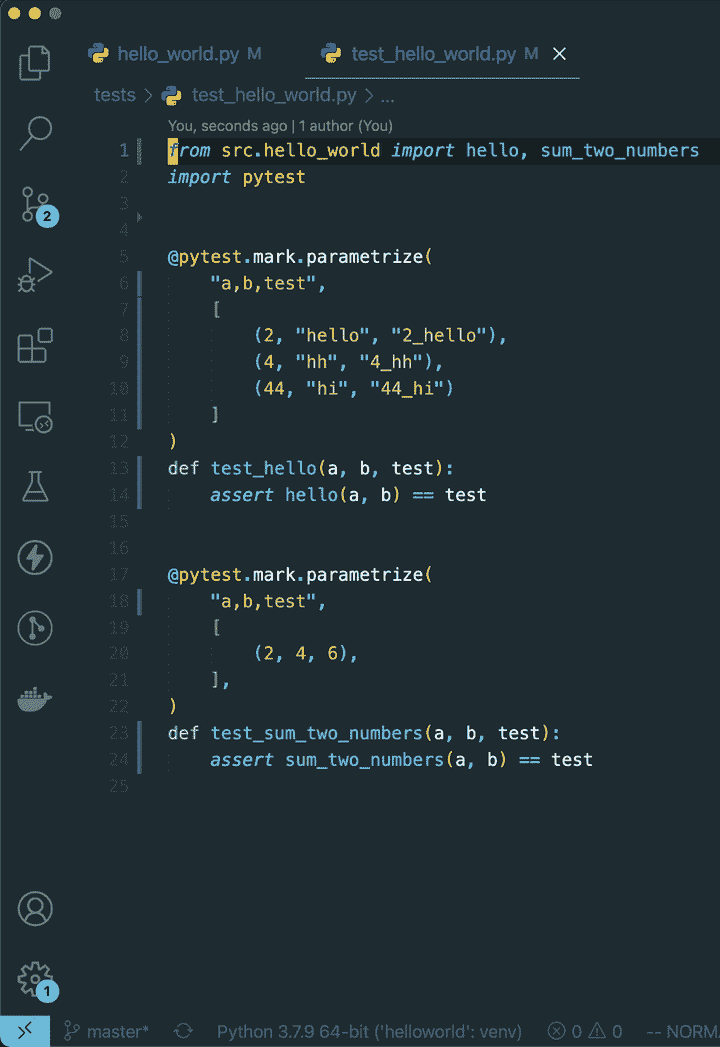 hello_world.py M test_hello_world.py M
tests > test_hello_world.py > ...
You, seconds ago | 1 author (You)
1 from src.hello_world import hello, sum_two_numbers
2 import pytest
3
4
5 @pytest.mark.parametrize(
6 "a,b,test",
7 [
8 (2, "hello", "2_hello"),
9 (4, "hh", "4_hh"),
10 (44, "hi", "44_hi")
11 ]
12 )
13 def test_hello(a, b, test):
14 assert hello(a, b) == test
15
16
17 @pytest.mark.parametrize(
18 "a,b,test",
19 [
20 (2, 4, 6),
21 ],
22 )
23 def test_sum_two_numbers(a, b, test):
24 assert sum_two_numbers(a, b) == test
25
2
1
master* Python 3.7.9 64-bit ('helloworld': venv) 0 0 -- NORM